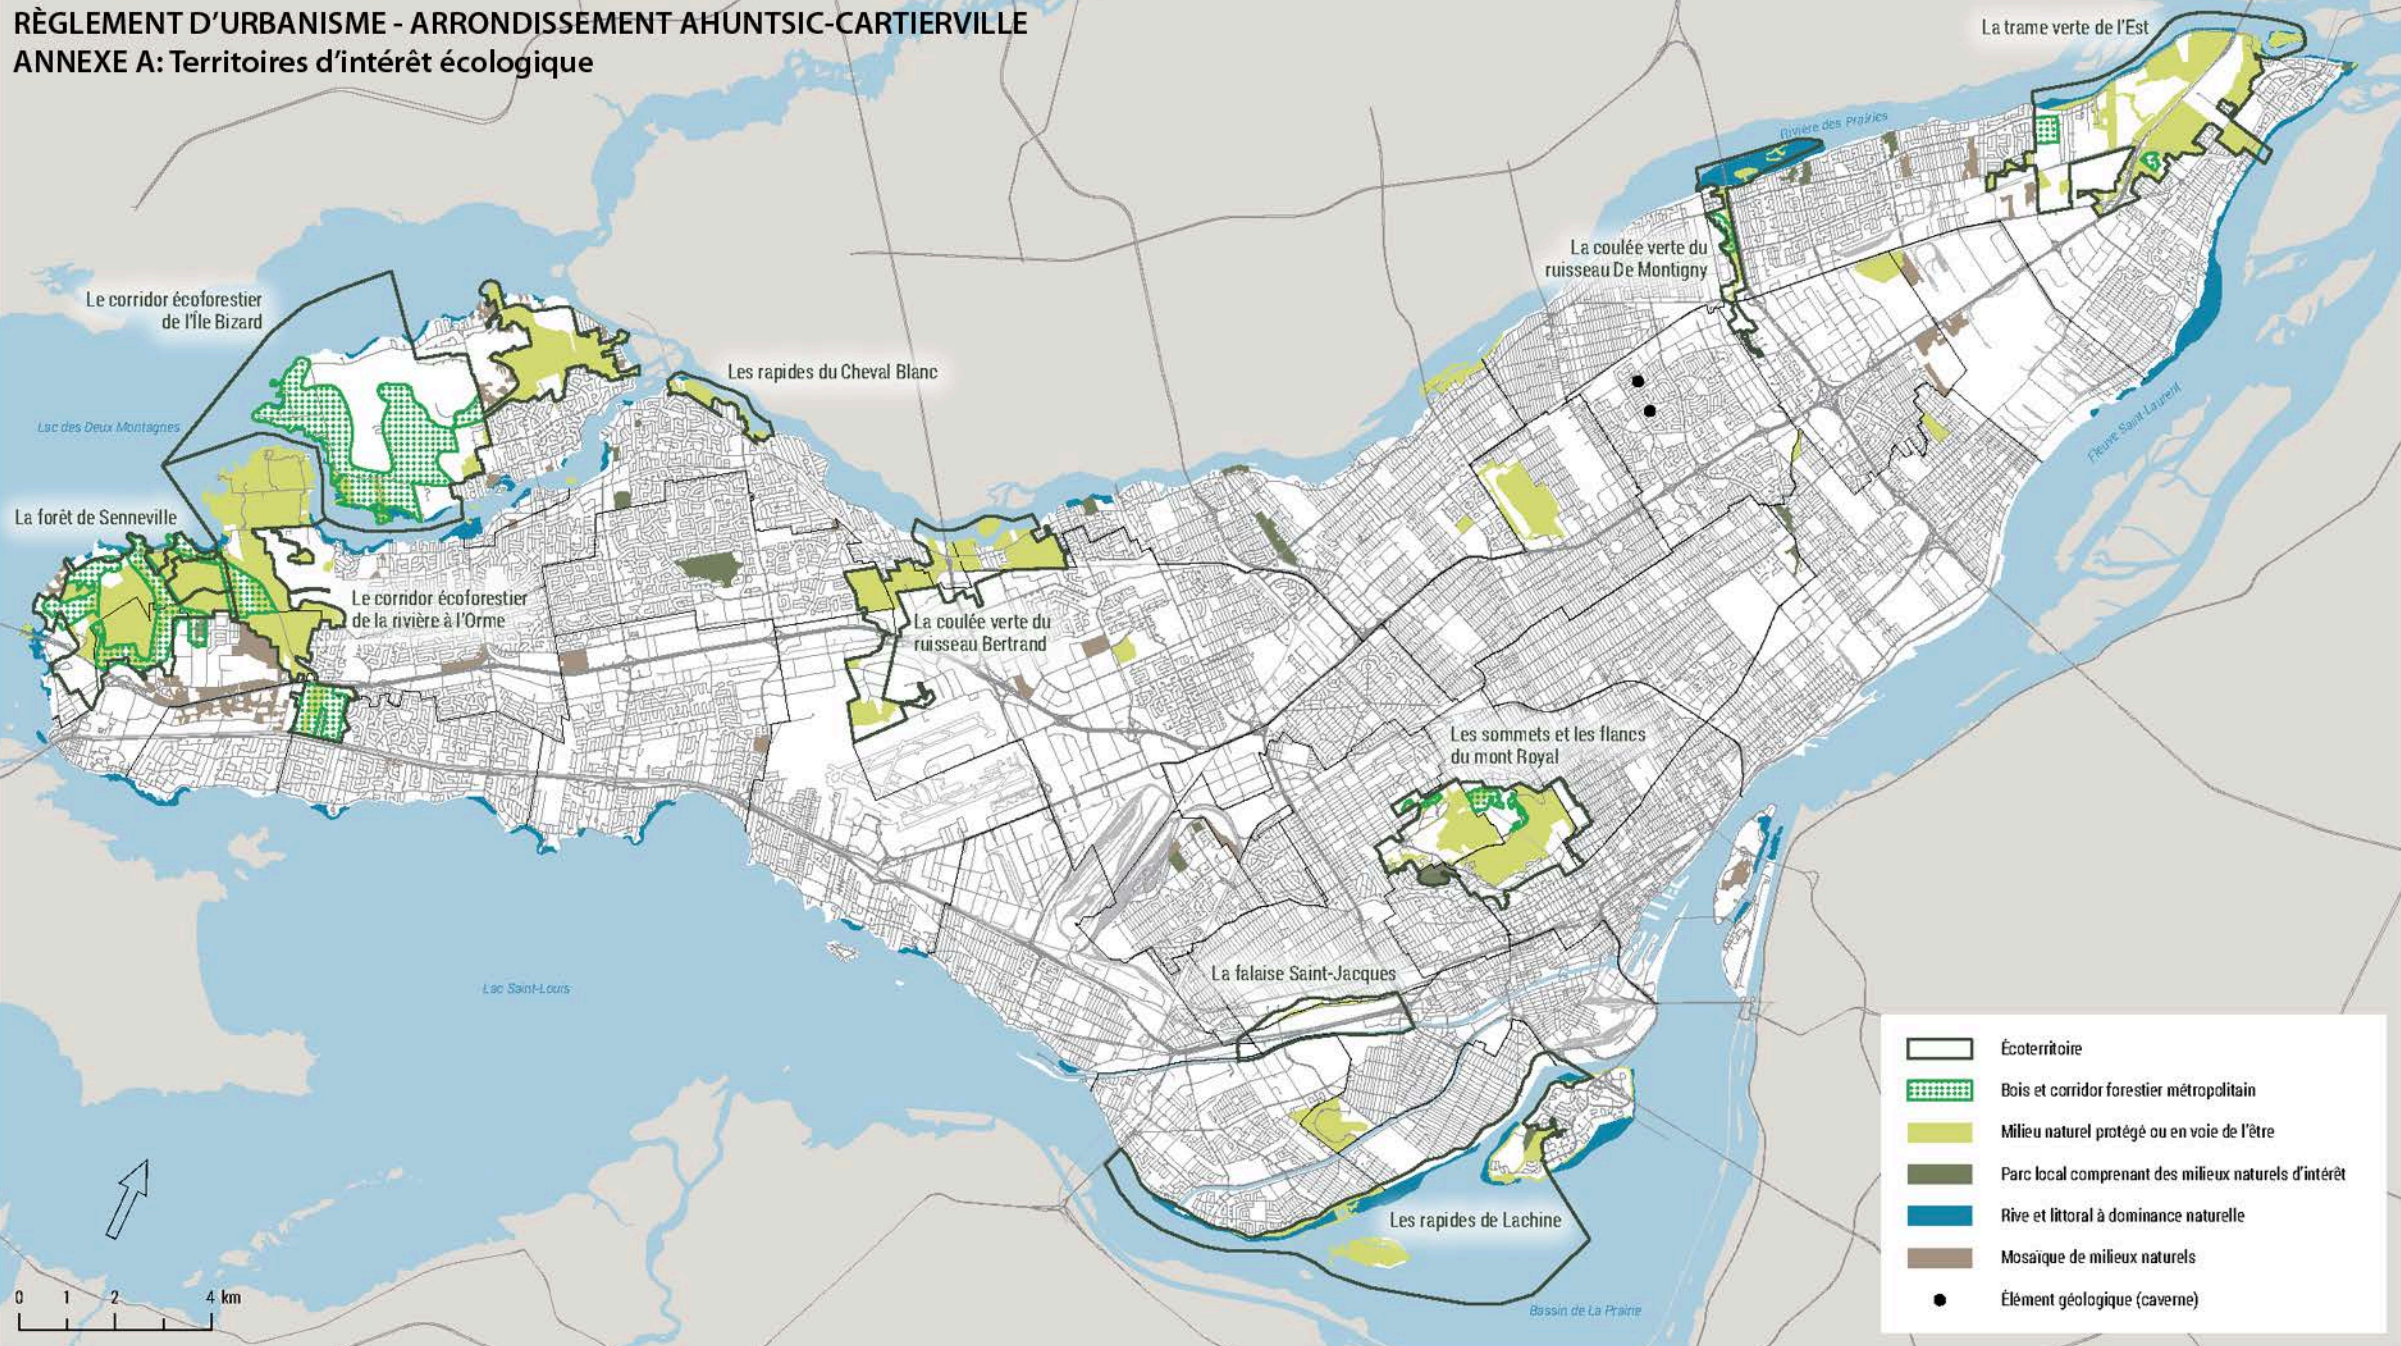 RÈGLEMENT D'URBANISME - ARRONDISSEMENT AHUNTSIC-CARTIERVILLE
ANNEXE A: Territoires d'intérêt écologique
La trame verte de l'Est
Rivière des Prairies
La coulée verte du
ruisseau De Montigny
Le corridor écoforestier
de l'Île Bizard
Les rapides du Cheval Blanc
Lac des Deux Montagnes
Fleuve Saint-Laurent
La forêt de Senneville
Le corridor écoforestier
de la rivière à l'Orme
La coulée verte du
ruisseau Bertrand
Les sommets et les flancs
du mont Royal
La falaise Saint-Jacques
Lac Saint-Louis
Les rapides de Lachine
Bassin de La Prairie
Écoterritoire
Bois et corridor forestier métropolitain
Milieu naturel protégé ou en voie de l'être
Parc local comprenant des milieux naturels d'intérêt
Rive et littoral à dominance naturelle
Mosaïque de milieux naturels
Élément géologique (caverne)
0 1 2 4 km